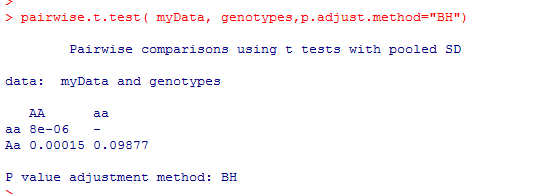 >
> pairwise.t.test( myData, genotypes,p.adjust.method="BH")
Pairwise comparisons using t tests with pooled SD
data:  myData and genotypes
AA      aa
aa 8e-06   -
Aa 0.00015 0.09877
P value adjustment method: BH
>